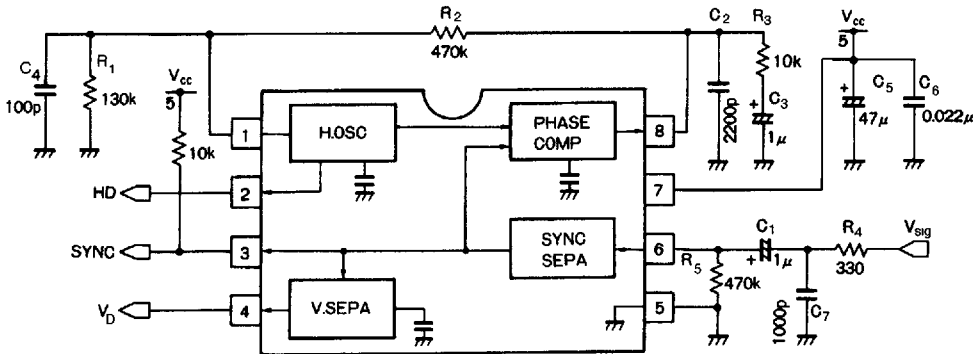 R2
470k
C2
R3
10k
Vcc
5
C4
100p
R1
130k
Vcc
5
10k
2200p
C3
+
1μ
C5
+
47μ
C6
0.022μ
1
H.OSC
PHASE
COMP
8
HD
2
7
SYNC
3
SYNC
SEPA
6
R5
470k
C1
+
1μ
R4
330
Vsig
VD
4
V.SEPA
5
1000p
C7